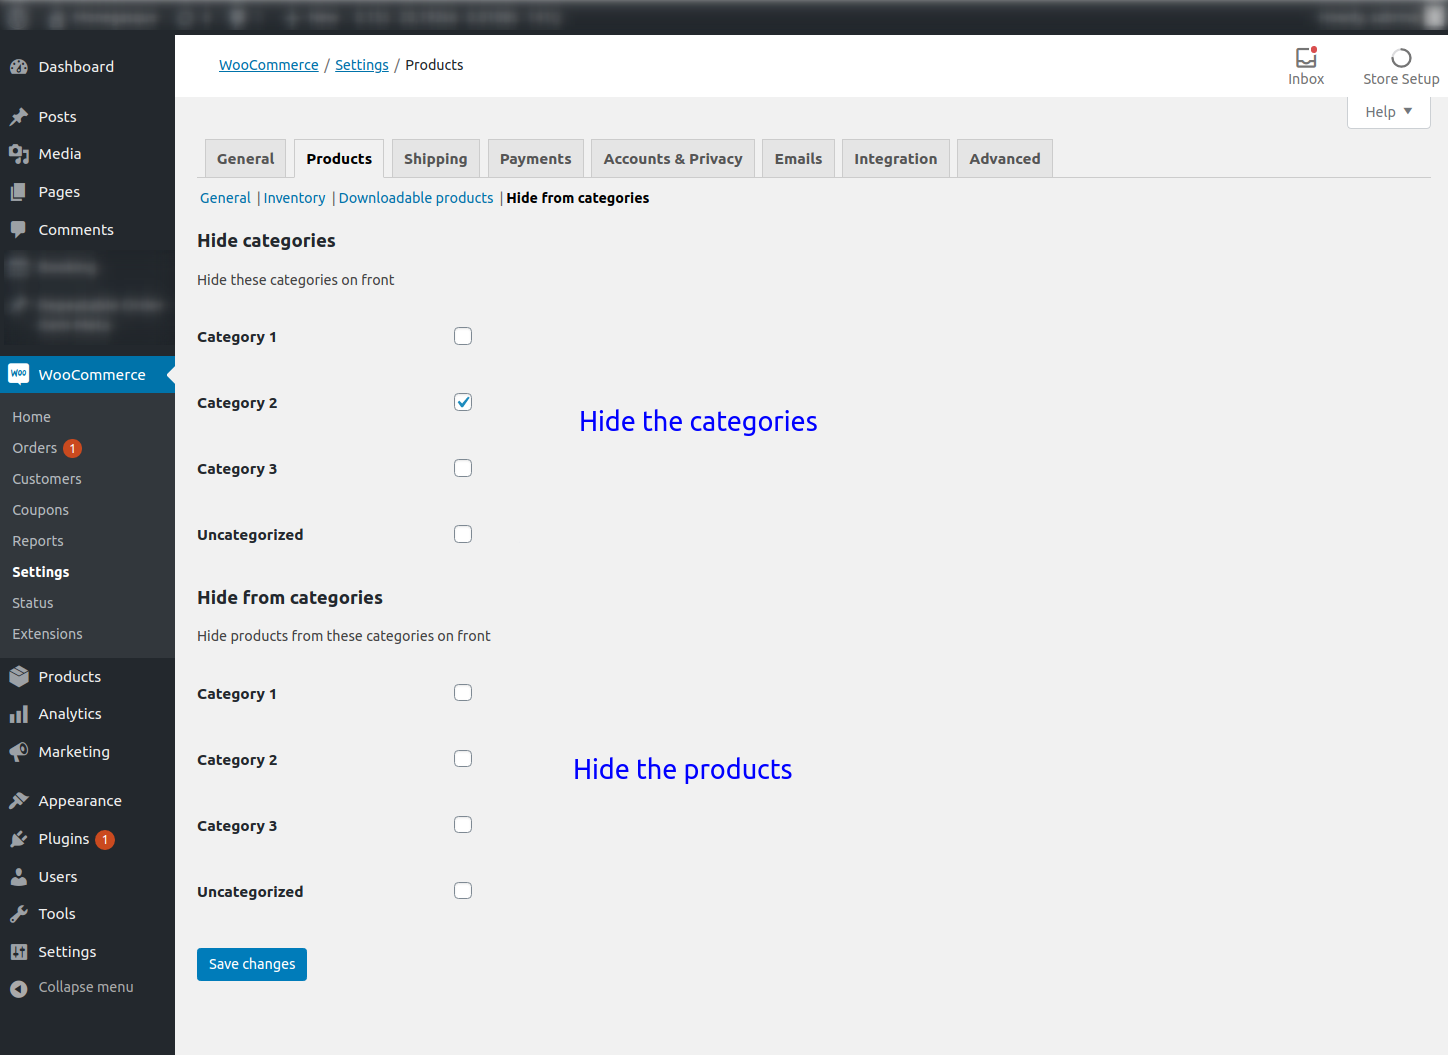 WooCommerce / Settings / Products
Inbox
Store Setup
Help
Dashboard
Posts
Media
Pages
Comments
WOO WooCommerce
Home
Orders 1
Customers
Coupons
Reports
Settings
Status
Extensions
Products
Analytics
Marketing
Appearance
Plugins 1
Users
Tools
Settings
Collapse menu
General Products Shipping Payments Accounts & Privacy Emails Integration Advanced
General | Inventory | Downloadable products | Hide from categories
Hide categories
Hide these categories on front
Category 1
Category 2
Hide the categories
Category 3
Uncategorized
Hide from categories
Hide products from these categories on front
Category 1
Category 2
Hide the products
Category 3
Uncategorized
Save changes